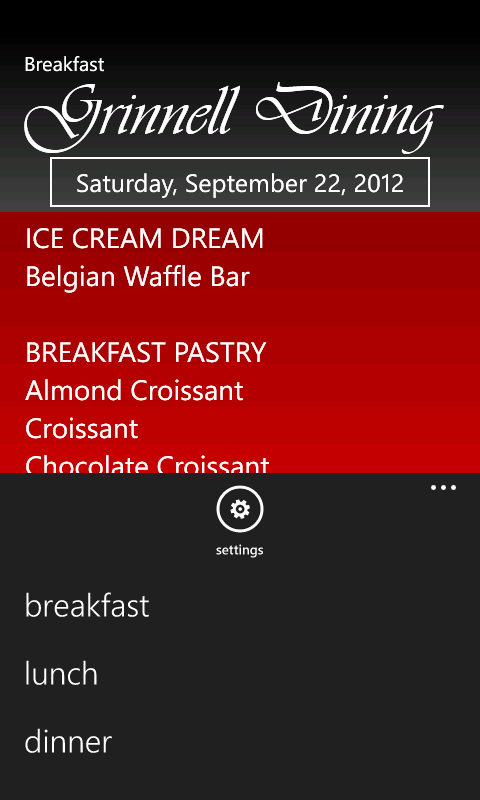 Breakfast
Grinnell Dining
Saturday, September 22, 2012
ICE CREAM DREAM
Belgian Waffle Bar
BREAKFAST PASTRY
Almond Croissant
Croissant
Chocolate Croissant
settings
breakfast
lunch
dinner